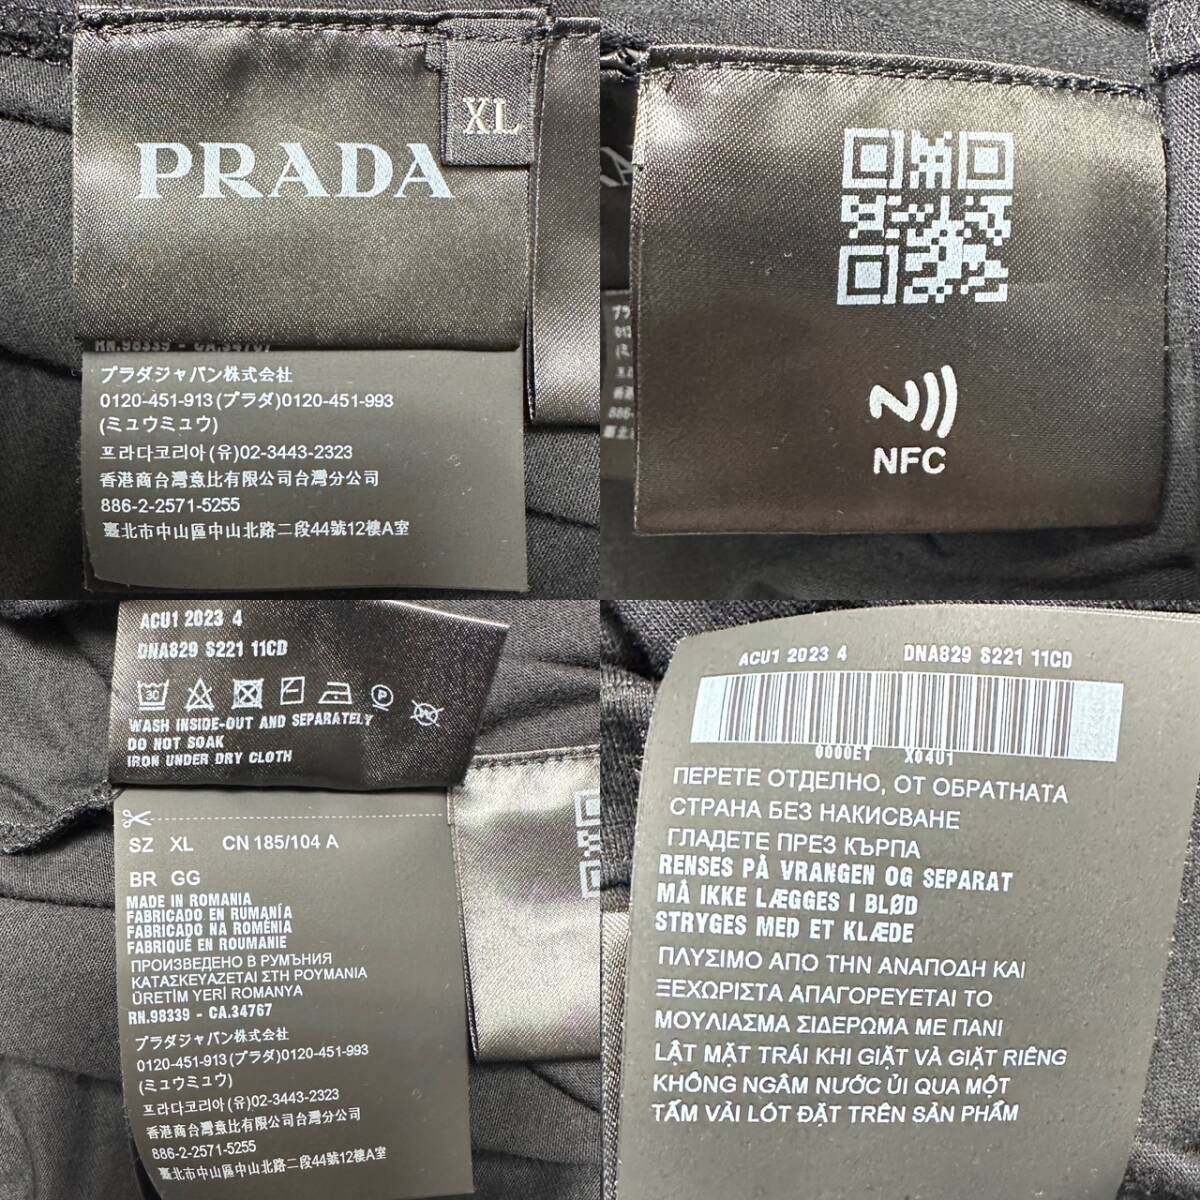 PRADA
XL
RN.98339 - CA.34767
プラダジャパン株式会社
0120-451-913(プラダ)0120-451-993
(ミュウミュウ)
프라다코리아(유)02-3443-2323
香港商台灣意比有限公司台灣分公司
886-2-2571-5255
臺北市中山區中山北路二段44號12樓A室
NFC
ACU1 2023 4
DNA829 S221 11CD
30
P
WASH INSIDE-OUT AND SEPARATELY
DO NOT SOAK
IRON UNDER DRY CLOTH
SZ XL CN 185/104 A
BR GG
MADE IN ROMANIA
FABRICADO EN RUMANÍA
FABRICADO NA ROMÉNIA
FABRIQUÉ EN ROUMANIE
ПРОИЗВЕДЕНО В РУМЪНИЯ
ΚΑΤΑΣΚΕΥΑΖΕΤΑΙ ΣΤΗ ΡΟΥΜΑΝΙΑ
ÜRETİM YERİ ROMANYA
RN.98339 - CA.34767
プラダジャパン株式会社
0120-451-913(プラダ)0120-451-993
(ミュウミュウ)
프라다코리아(유)02-3443-2323
香港商台灣意比有限公司台灣分公司
886-2-2571-5255
臺北市中山區中山北路二段44號12樓A室
ACU1 2023 4 DNA829 S221 11CD
0000ET X04U1
ПЕРЕТЕ ОТДЕЛНО, ОТ ОБРАТНАТА
СТРАНА БЕЗ НАКИСВАНЕ
ГЛАДЕТЕ ПРЕЗ КЪРПА
RENSES PÅ VRANGEN OG SEPARAT
MÅ IKKE LÆGGES I BLØD
STRYGES MED ET KLÆDE
ΠΛΥΣΙΜΟ ΑΠΟ ΤΗΝ ΑΝΑΠΟΔΗ ΚΑΙ
ΞΕΧΩΡΙΣΤΑ ΑΠΑΓΟΡΕΥΕΤΑΙ ΤΟ
ΜΟΥΛΙΑΣΜΑ ΣΙΔΕΡΩΜΑ ΜΕ ΠΑΝΙ
LẬT MẶT TRÁI KHI GIẶT VÀ GIẶT RIÊNG
KHÔNG NGÂM NƯỚC ỦI QUA MỘT
TẤM VẢI LÓT ĐẶT TRÊN SẢN PHẨM